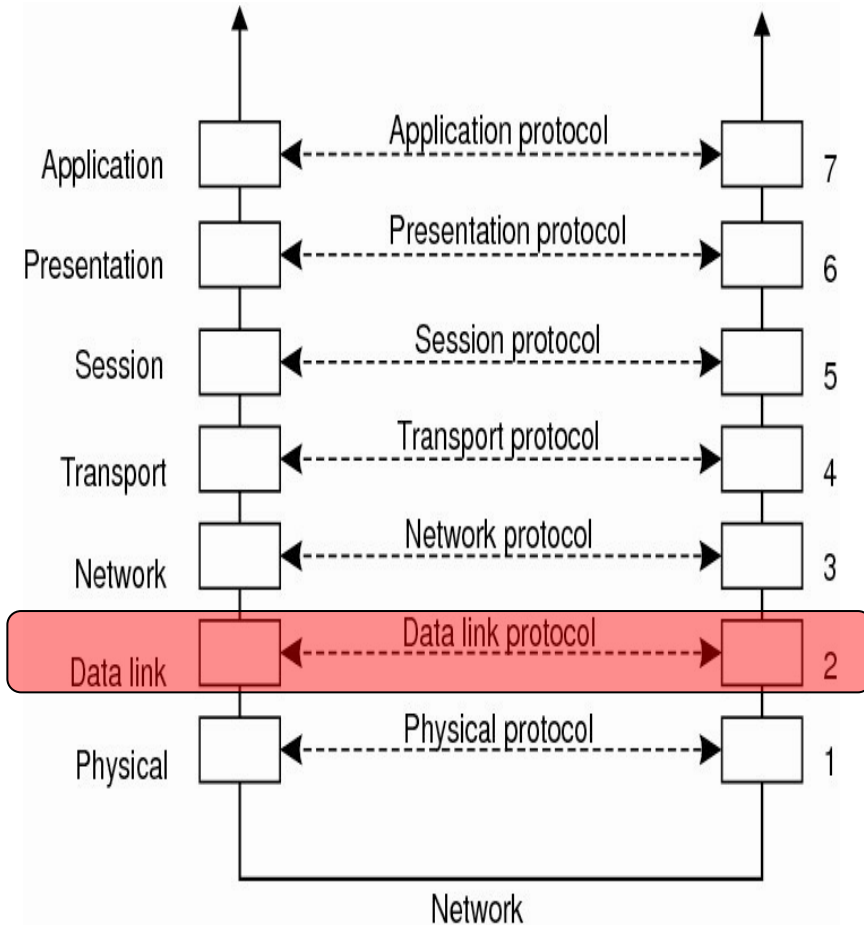 Application protocol
Application
7
Presentation protocol
Presentation
6
Session protocol
Session
5
Transport protocol
Transport
4
Network protocol
Network
3
Data link protocol
Data link
2
Physical protocol
Physical
1
Network